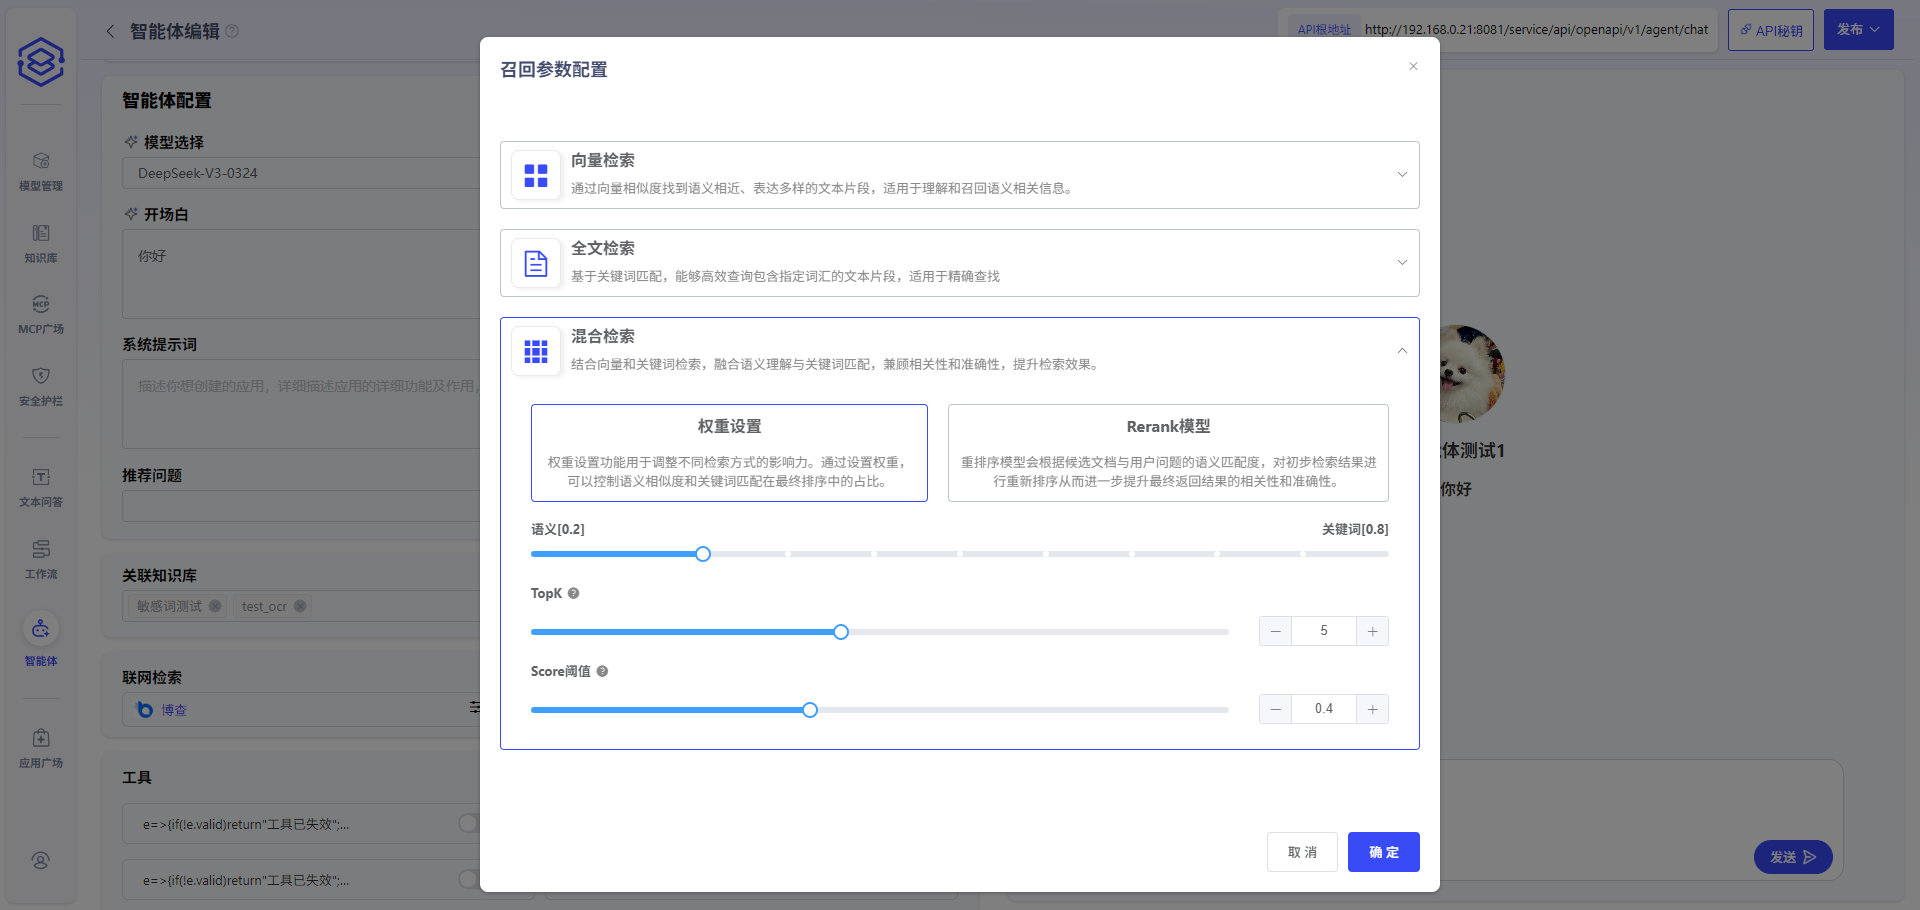 智能体编辑
API根地址
http://192.168.0.21:8081/service/api/openapi/v1/agent/chat
API秘钥
发布
模型管理
知识库
MCP广场
安全护栏
文本问答
工作流
智能体
应用广场
智能体配置
模型选择
DeepSeek-V3-0324
开场白
你好
系统提示词
描述你想创建的应用，详细描述应用的详细功能及作用，
推荐问题
关联知识库
敏感词测试
test_ocr
联网检索
博查
工具
e=>{if(!e.valid)return"工具已失效";...
e=>{if(!e.valid)return"工具已失效";...
召回参数配置
向量检索
通过向量相似度找到语义相近、表达多样的文本片段，适用于理解和召回语义相关信息。
全文检索
基于关键词匹配，能够高效查询包含指定词汇的文本片段，适用于精确查找
混合检索
结合向量和关键词检索，融合语义理解与关键词匹配，兼顾相关性和准确性，提升检索效果。
权重设置
权重设置功能用于调整不同检索方式的影响力。通过设置权重，
可以控制语义相似度和关键词匹配在最终排序中的占比。
Rerank模型
重排序模型会根据候选文档与用户问题的语义匹配度，对初步检索结果进
行重新排序从而进一步提升最终返回结果的相关性和准确性。
语义[0.2]
关键词[0.8]
TopK
5
Score阈值
0.4
取 消
确 定
体测试1
你好
发送